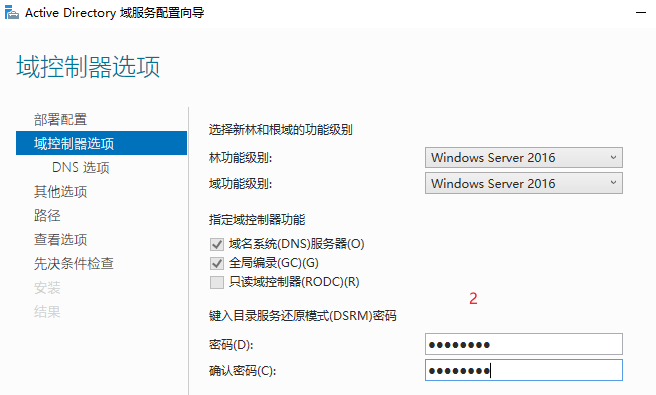 Active Directory 域服务配置向导
域控制器选项
部署配置
域控制器选项
DNS 选项
其他选项
路径
查看选项
先决条件检查
安装
结果
选择新林和根域的功能级别
林功能级别: Windows Server 2016
域功能级别: Windows Server 2016
指定域控制器功能
域名系统(DNS)服务器(O)
全局编录(GC)(G)
只读域控制器(RODC)(R)
2
键入目录服务还原模式(DSRM)密码
密码(D): ●●●●●●●●
确认密码(C): ●●●●●●●●